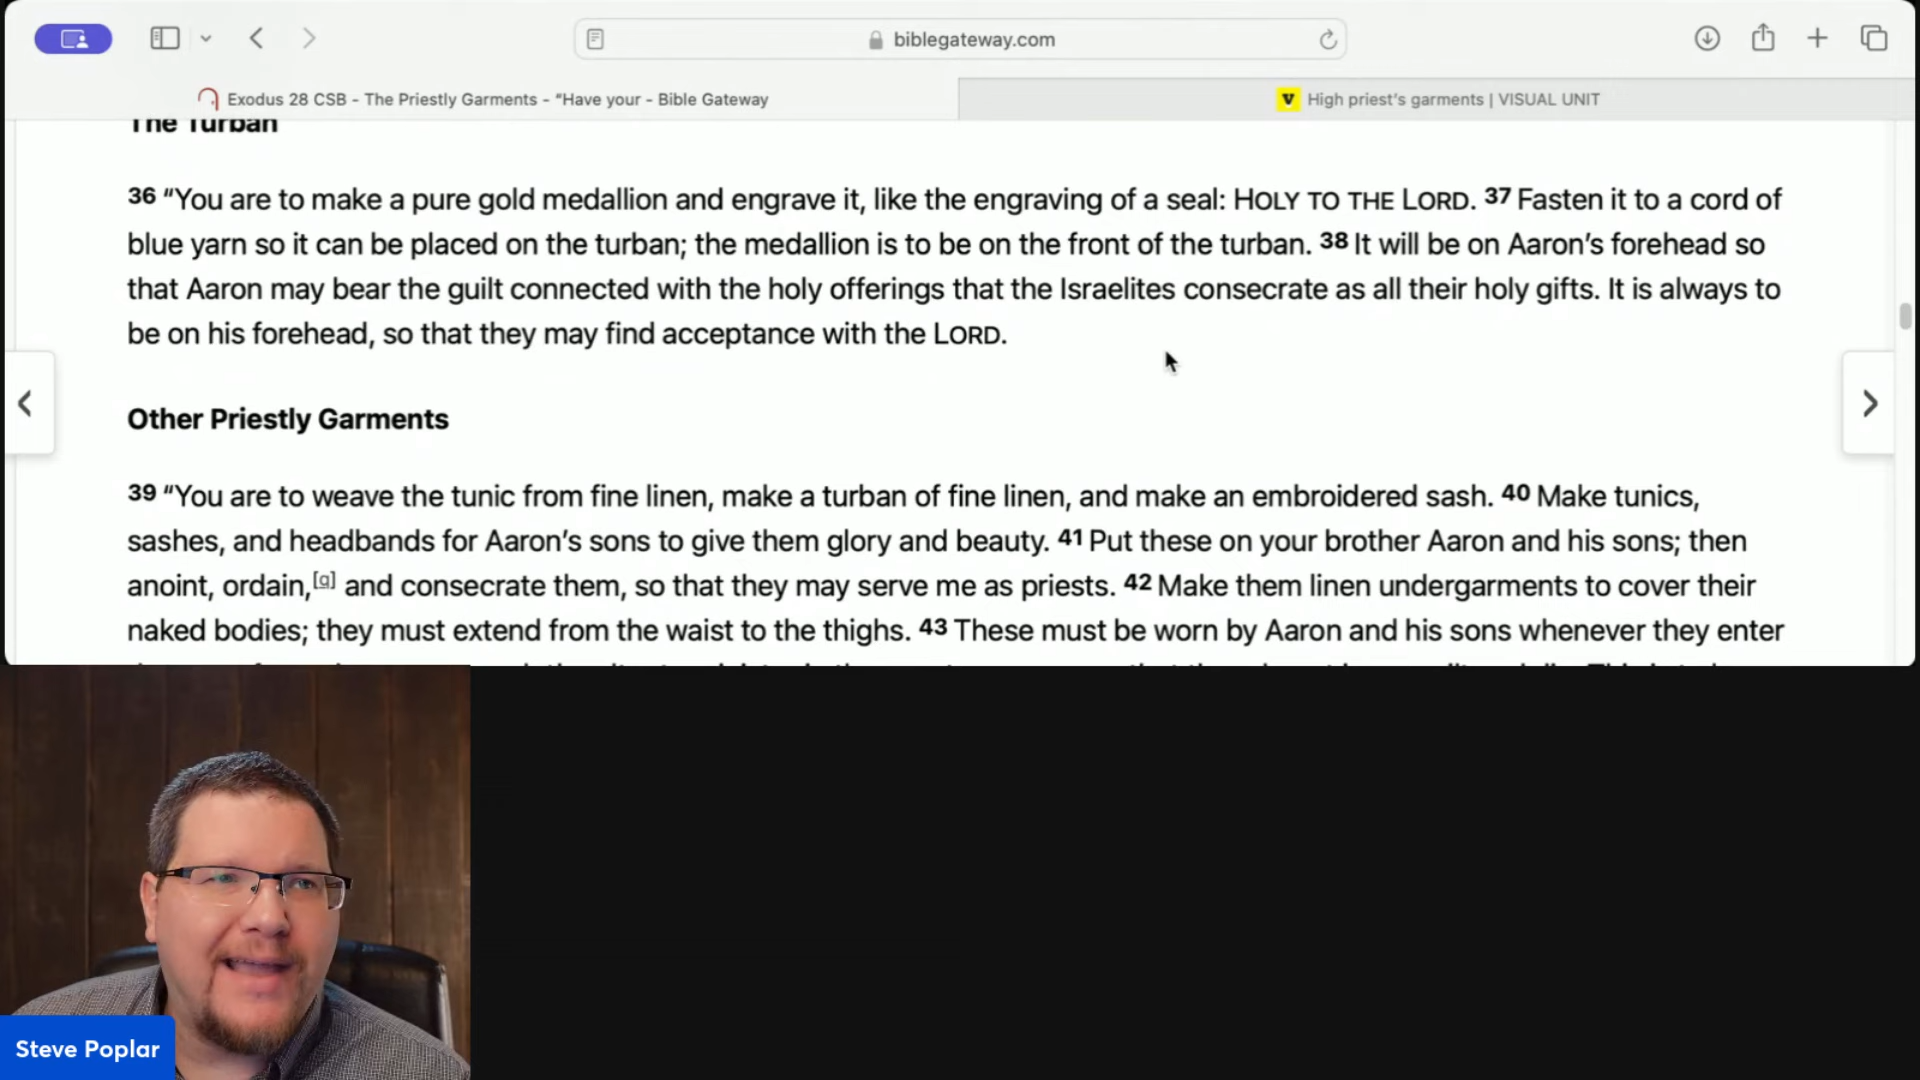 biblegateway.com
Exodus 28 CSB - The Priestly Garments - “Have your - Bible Gateway
V High priest’s garments | VISUAL UNIT
The Turban
36 “You are to make a pure gold medallion and engrave it, like the engraving of a seal: HOLY TO THE LORD. 37 Fasten it to a cord of
blue yarn so it can be placed on the turban; the medallion is to be on the front of the turban. 38 It will be on Aaron’s forehead so
that Aaron may bear the guilt connected with the holy offerings that the Israelites consecrate as all their holy gifts. It is always to
be on his forehead, so that they may find acceptance with the LORD.
Other Priestly Garments
39 “You are to weave the tunic from fine linen, make a turban of fine linen, and make an embroidered sash. 40 Make tunics,
sashes, and headbands for Aaron’s sons to give them glory and beauty. 41 Put these on your brother Aaron and his sons; then
anoint, ordain,[q] and consecrate them, so that they may serve me as priests. 42 Make them linen undergarments to cover their
naked bodies; they must extend from the waist to the thighs. 43 These must be worn by Aaron and his sons whenever they enter
Steve Poplar